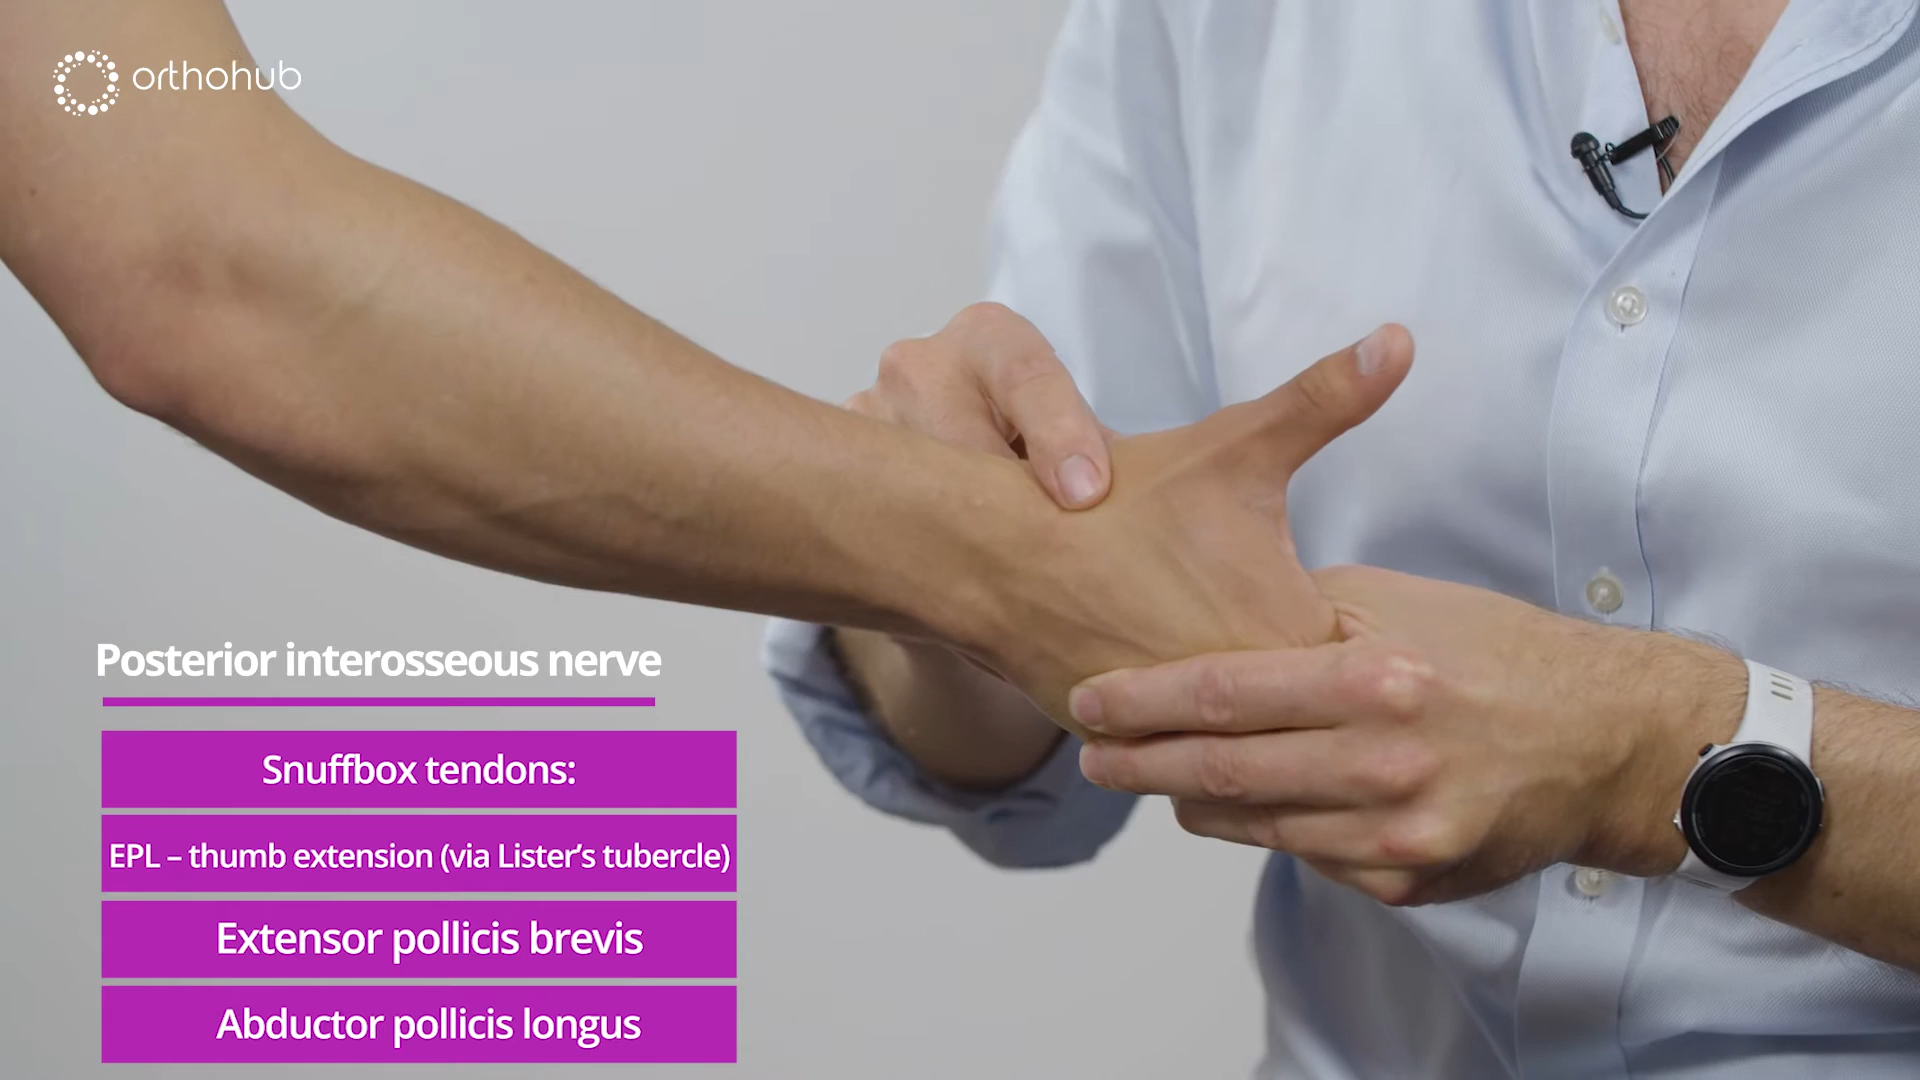 orthohub
Posterior interosseous nerve
Snuffbox tendons:
EPL – thumb extension (via Lister’s tubercle)
Extensor pollicis brevis
Abductor pollicis longus